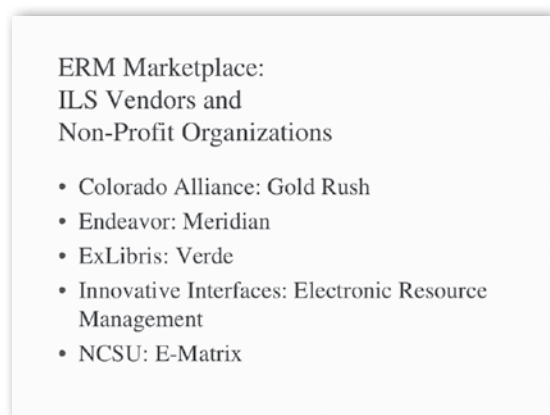 ERM Marketplace:
ILS Vendors and
Non-Profit Organizations
• Colorado Alliance: Gold Rush
• Endeavor: Meridian
• ExLibris: Verde
• Innovative Interfaces: Electronic Resource
Management
• NCSU: E-Matrix